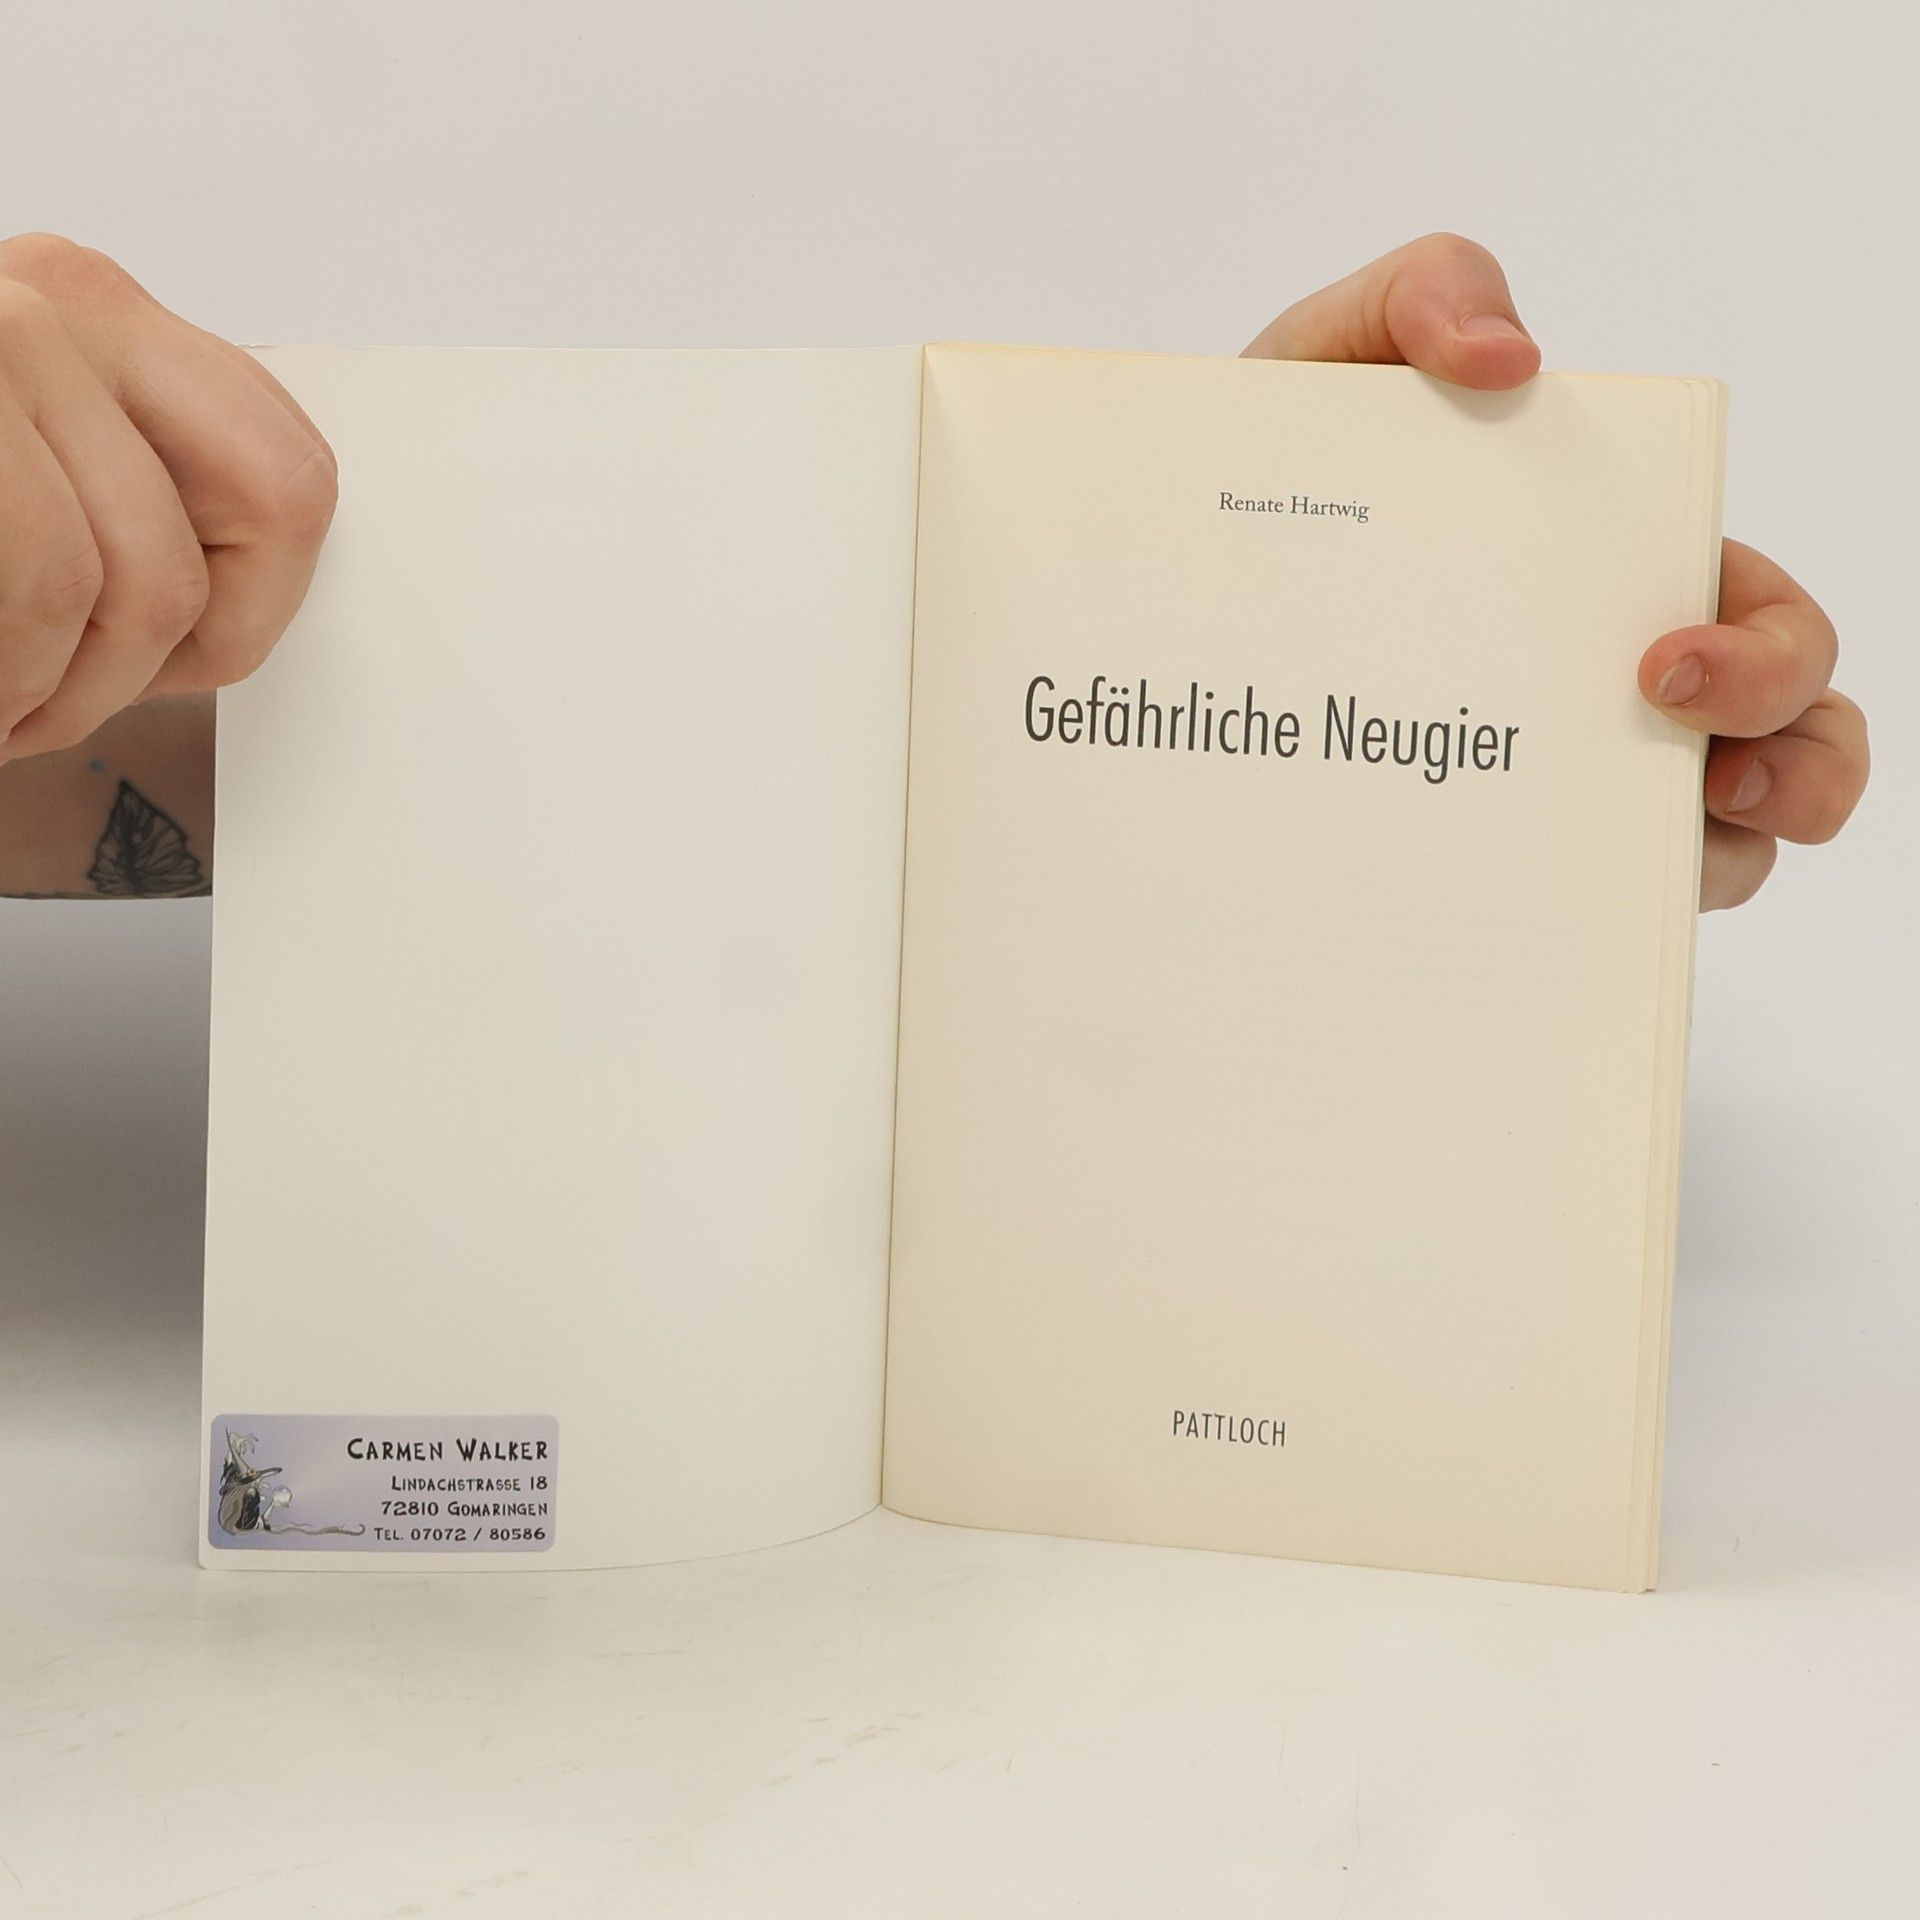 CARMEN WALKER
LINDACHSTRASSE 18
72810 GOMARINGEN
TEL. 07072 / 80586
Renate Hartwig
Gefährliche Neugier
PATTLOCH